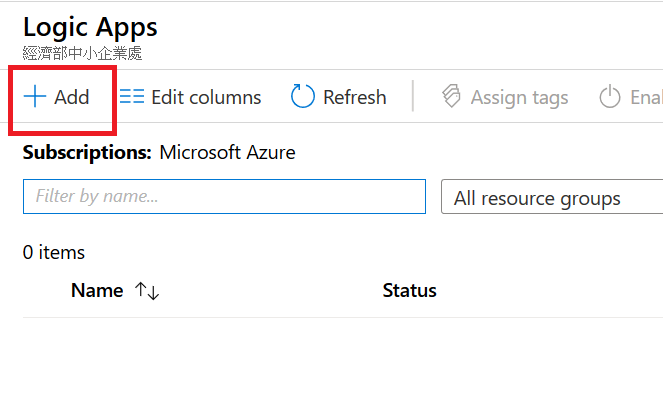 Logic Apps
經濟部中小企業處
Add Edit columns Refresh Assign tags
Subscriptions: Microsoft Azure
Filter by name... All resource groups
0 items
Name Status